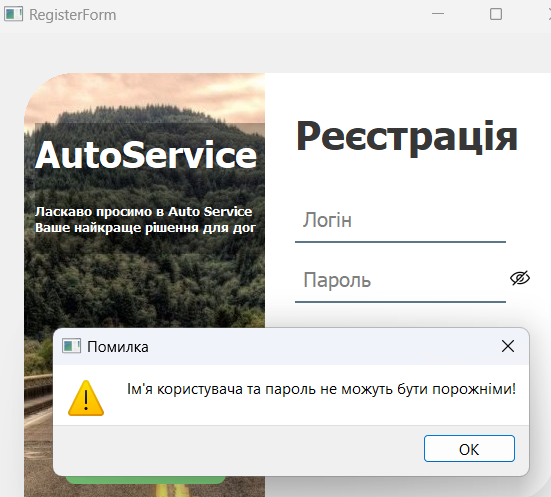 RegisterForm
AutoService
Ласкаво просимо в Auto Service
Ваше найкраще рішення для дог
Реєстрація
Логін
Пароль
Помилка
Ім'я користувача та пароль не можуть бути порожніми!
OK